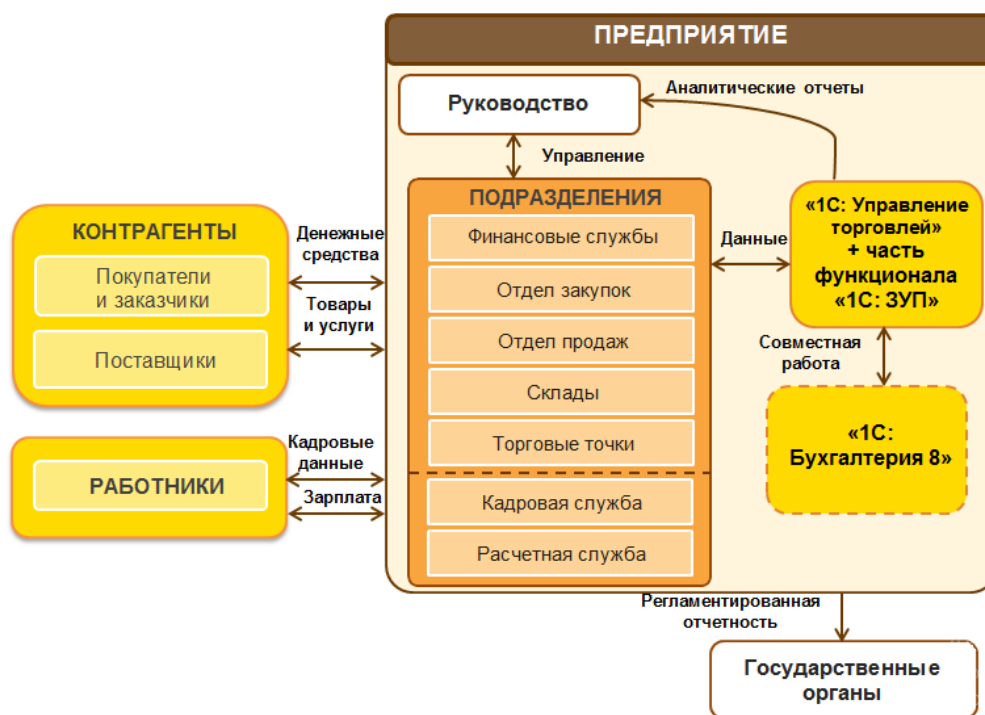 ПРЕДПРИЯТИЕ
Руководство
Аналитические отчеты
Управление
ПОДРАЗДЕЛЕНИЯ
Финансовые службы
Отдел закупок
Отдел продаж
Склады
Торговые точки
Кадровая служба
Расчетная служба
КОНТРАГЕНТЫ
Покупатели
и заказчики
Поставщики
Денежные
средства
Товары
и услуги
РАБОТНИКИ
Кадровые
данные
Зарплата
Данные
«1С: Управление
торговлей»
+ часть
функционала
«1С: ЗУП»
Совместная
работа
«1С:
Бухгалтерия 8»
Регламентированная
отчетность
Государственные
органы